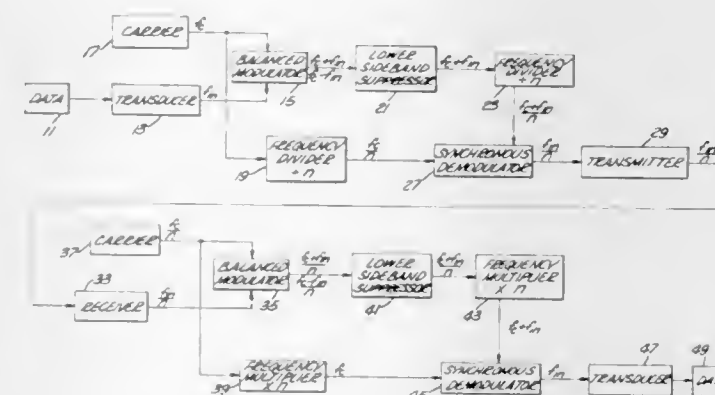 CARRIER
fc
17
DATA
11
TRANSDUCER
fm
13
BALANCED
MODULATOR
15
fc+fm
fc-fm
LOWER
SIDEBAND
SUPPRESSOR
21
fc+fm
FREQUENCY
DIVIDER
÷ n
23
fc+fm
n
FREQUENCY
DIVIDER
÷ n
19
fc
n
SYNCHRONOUS
DEMODULATOR
27
fm
n
29
TRANSMITTER
fm
n
CARRIER
fc
n
37
33
RECEIVER
fm
n
BALANCED
MODULATOR
35
fc+fm
n
fc-fm
n
LOWER
SIDEBAND
SUPPRESSOR
41
fc+fm
n
FREQUENCY
MULTIPLIER
X n
43
fc+fm
FREQUENCY
MULTIPLIER
X n
39
fc
SYNCHRONOUS
DEMODULATOR
45
fm
47
TRANSDUCER
49